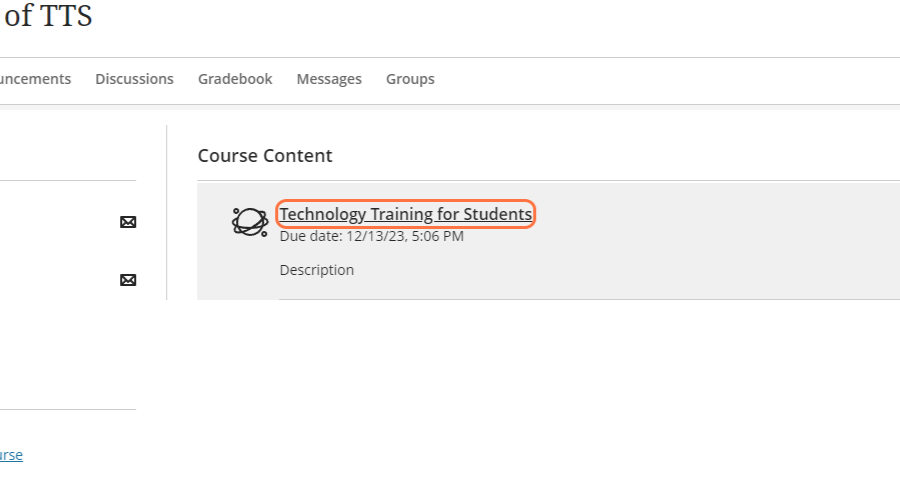 of TTS
uncements Discussions Gradebook Messages Groups
Course Content
Technology Training for Students
Due date: 12/13/23, 5:06 PM
Description
urse